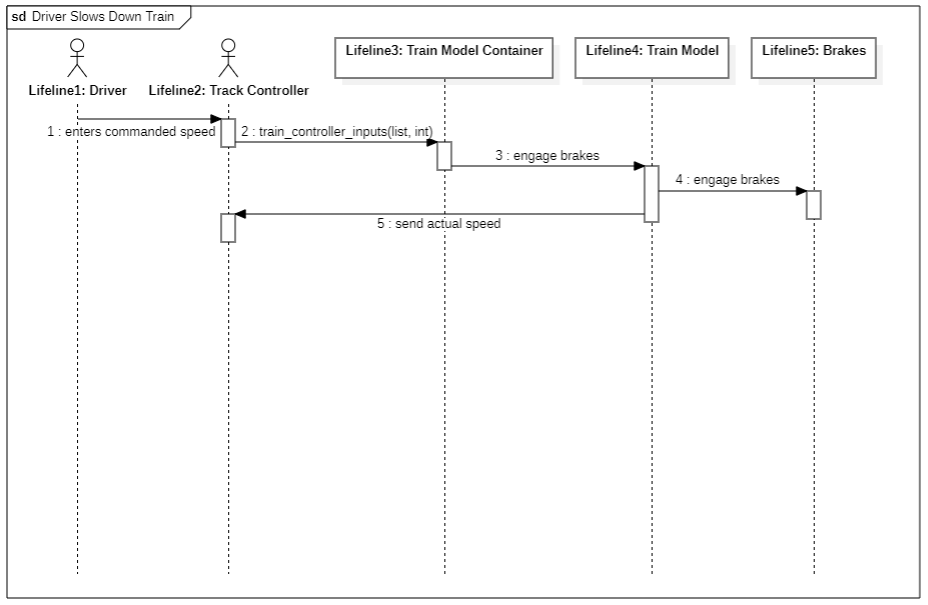 sd Driver Slows Down Train
Lifeline1: Driver
Lifeline2: Track Controller
Lifeline3: Train Model Container
Lifeline4: Train Model
Lifeline5: Brakes
1 : enters commanded speed
2 : train_controller_inputs(list, int)
3 : engage brakes
4 : engage brakes
5 : send actual speed